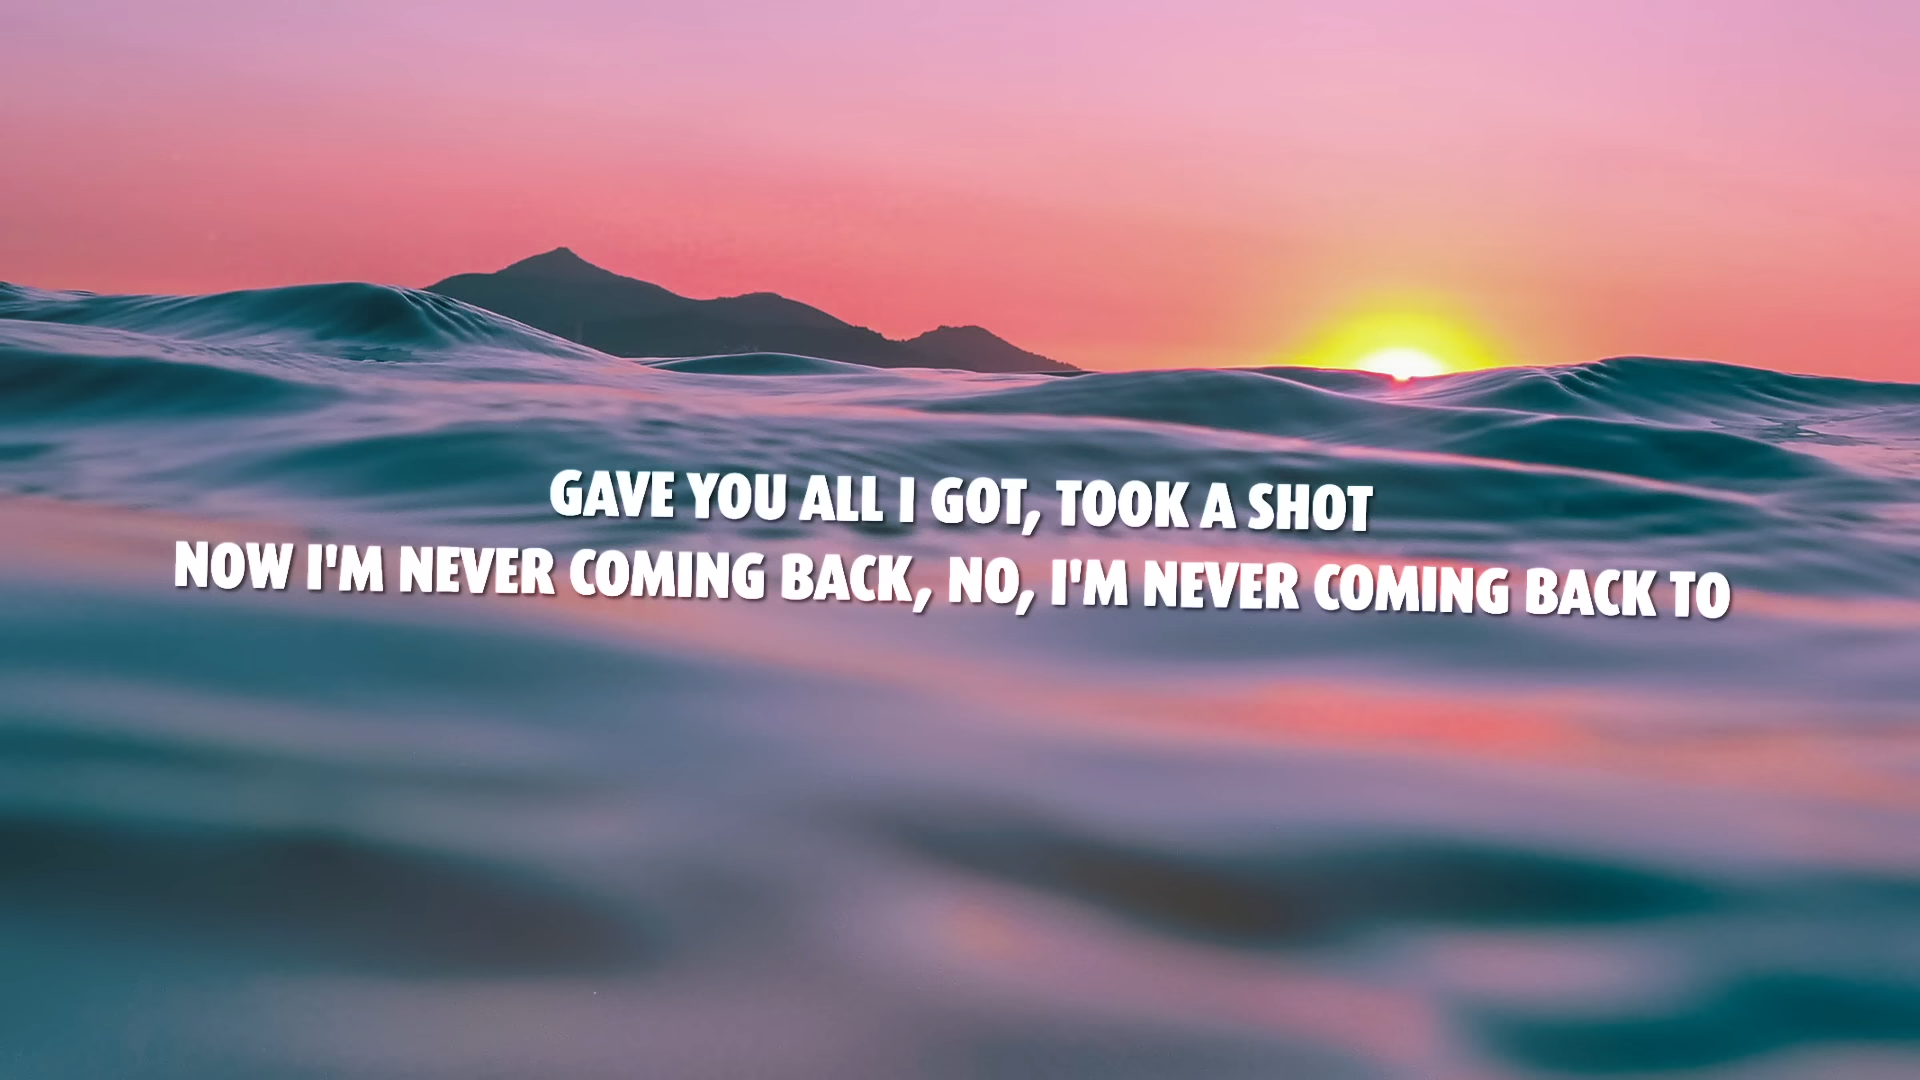 GAVE YOU ALL I GOT, TOOK A SHOT
NOW I'M NEVER COMING BACK, NO, I'M NEVER COMING BACK TO